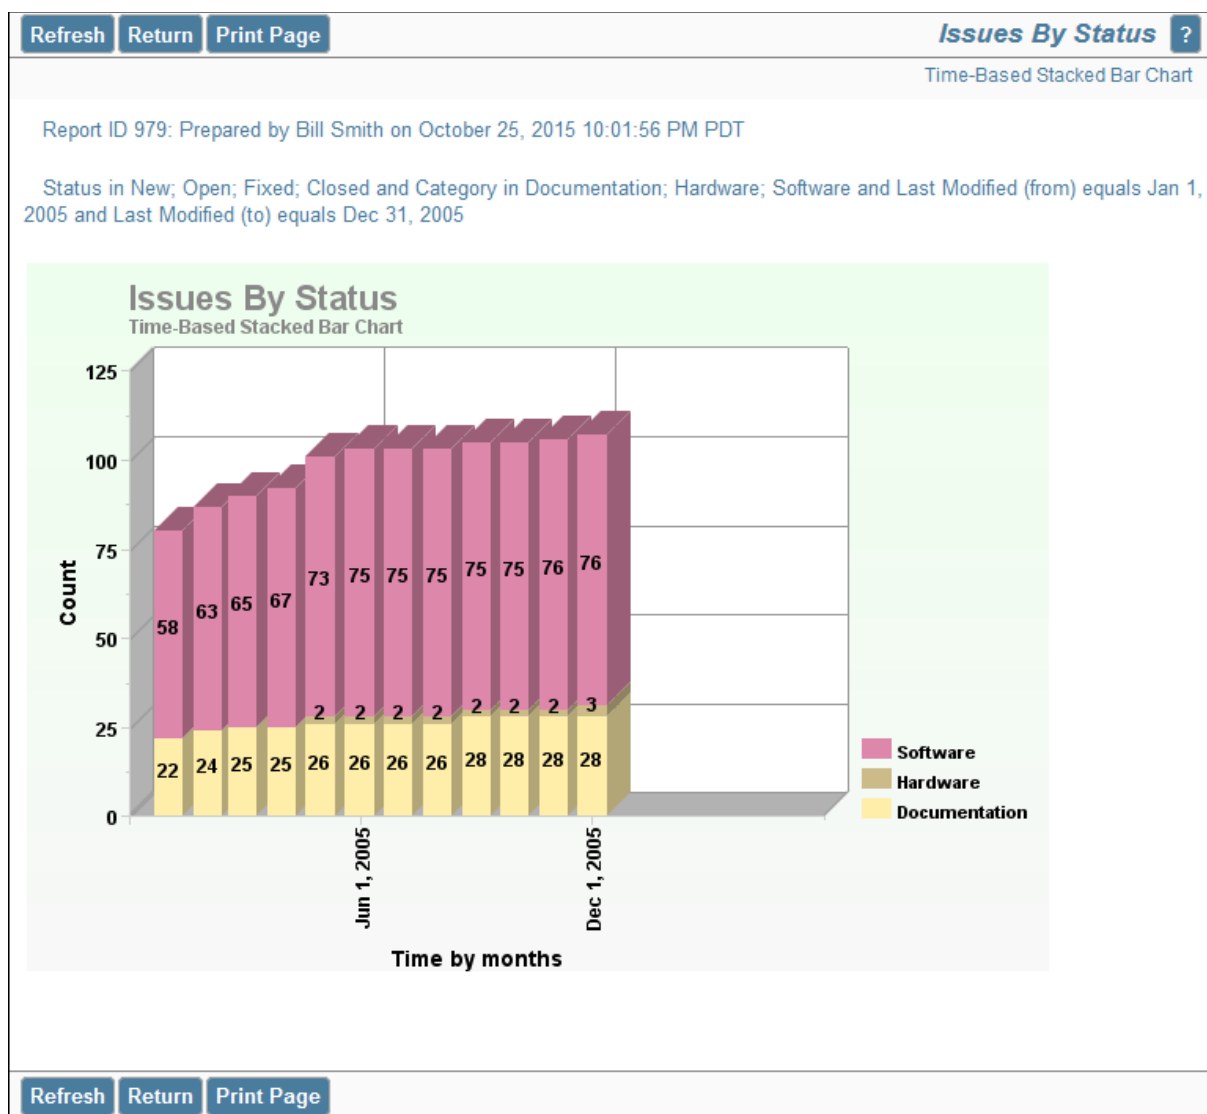 Refresh Return Print Page Issues By Status ?
Time-Based Stacked Bar Chart
Report ID 979: Prepared by Bill Smith on October 25, 2015 10:01:56 PM PDT
Status in New; Open; Fixed; Closed and Category in Documentation; Hardware; Software and Last Modified (from) equals Jan 1,
2005 and Last Modified (to) equals Dec 31, 2005
Issues By Status
Time-Based Stacked Bar Chart
125
100
75
50
25
0
Count
58 63 65 67 73 75 75 75 75 75 76 76
2 2 2 2 2 2 2 3
22 24 25 25 26 26 26 26 28 28 28 28
Software
Hardware
Documentation
Jun 1, 2005
Dec 1, 2005
Time by months
Refresh Return Print Page